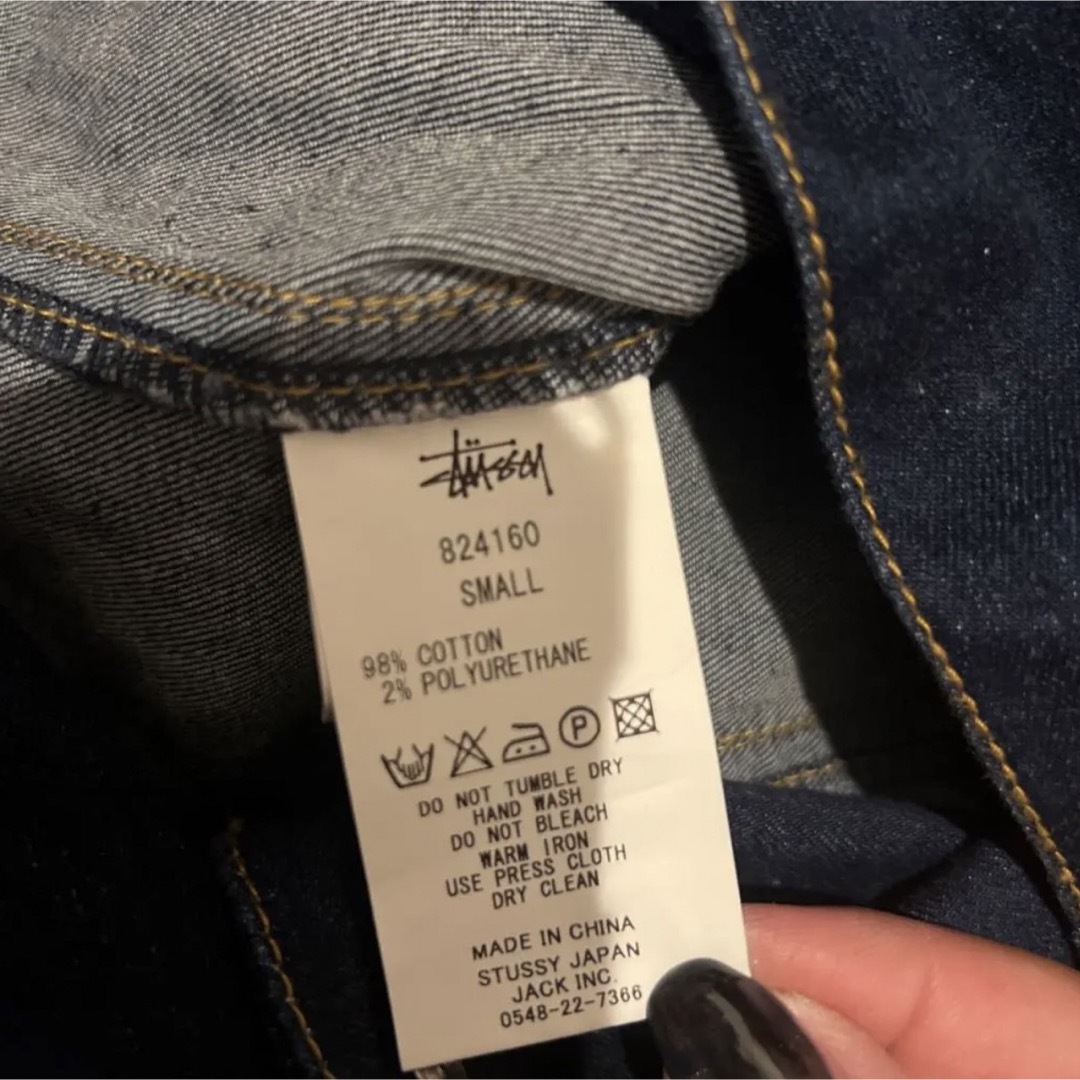 STÜSSY
824160
SMALL
98% COTTON
2% POLYURETHANE
P
DO NOT TUMBLE DRY
HAND WASH
DO NOT BLEACH
WARM IRON
USE PRESS CLOTH
DRY CLEAN
MADE IN CHINA
STUSSY JAPAN
JACK INC.
0548-22-7366